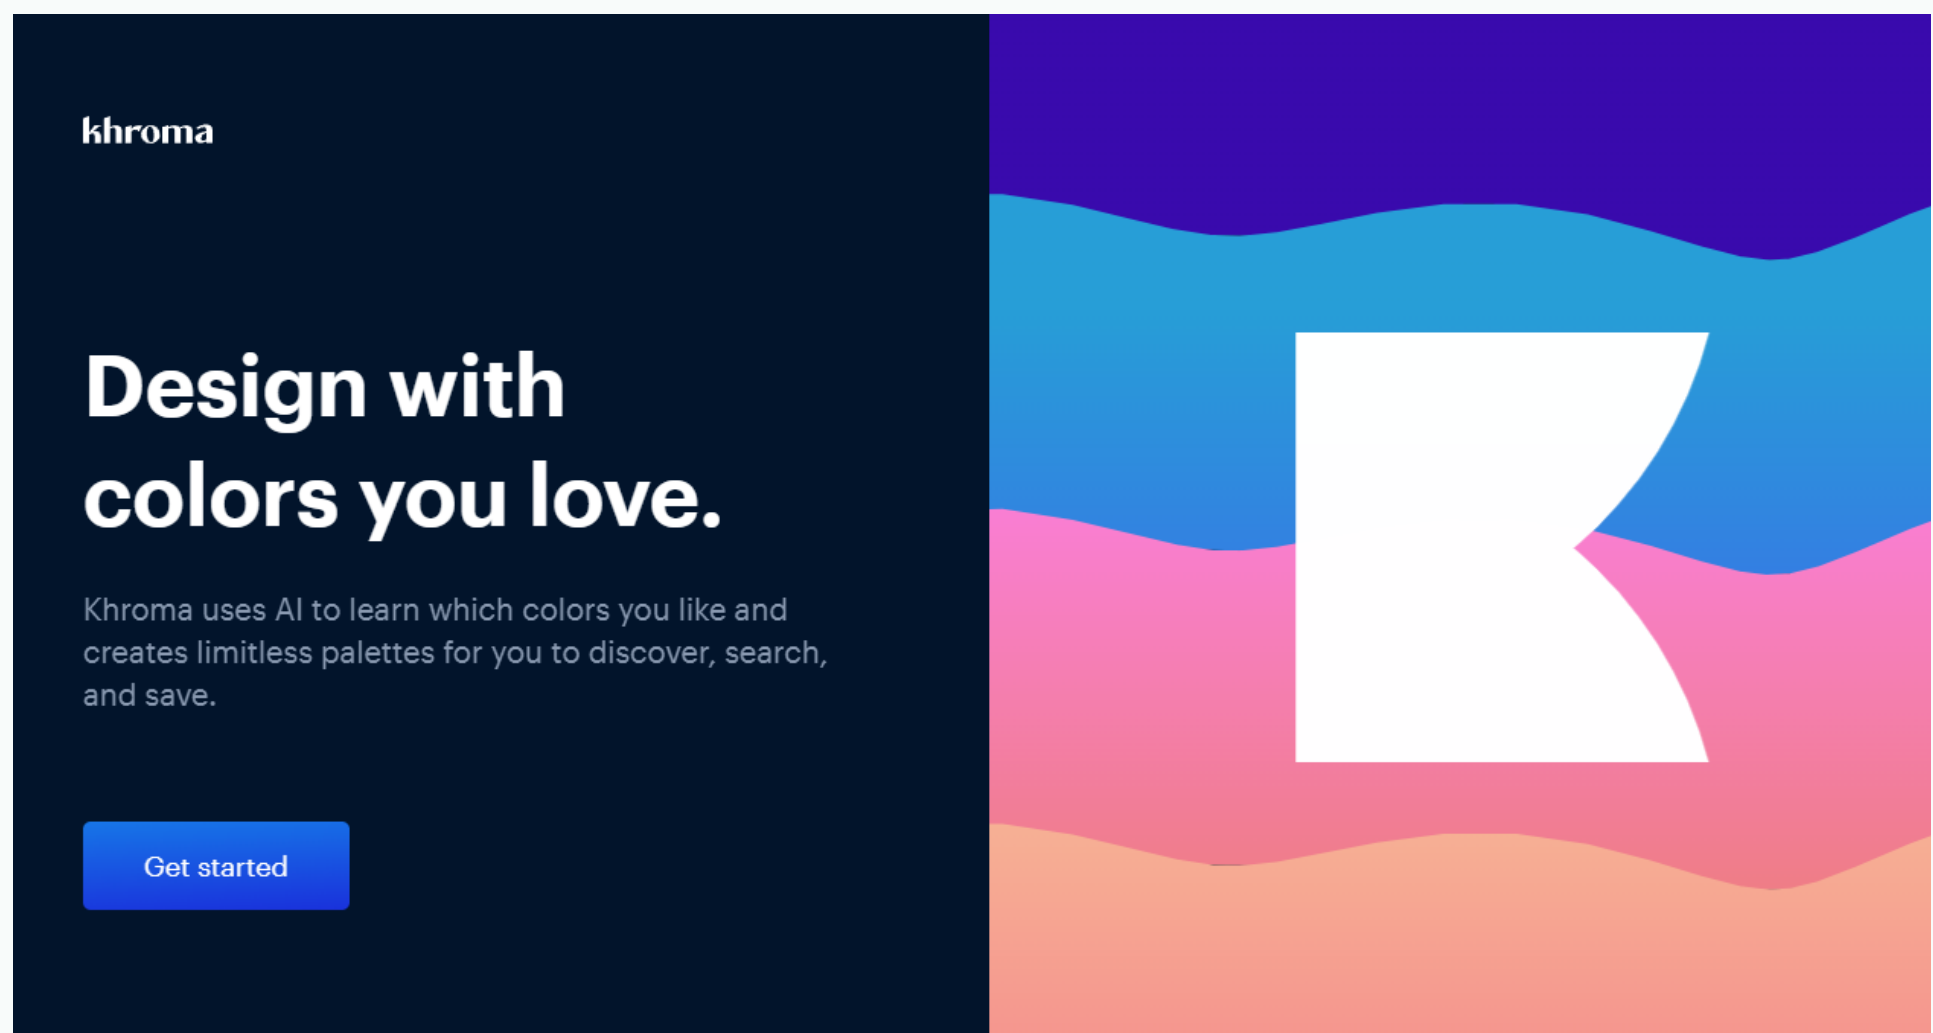 khroma
Design with
colors you love.
Khroma uses AI to learn which colors you like and
creates limitless palettes for you to discover, search,
and save.
Get started